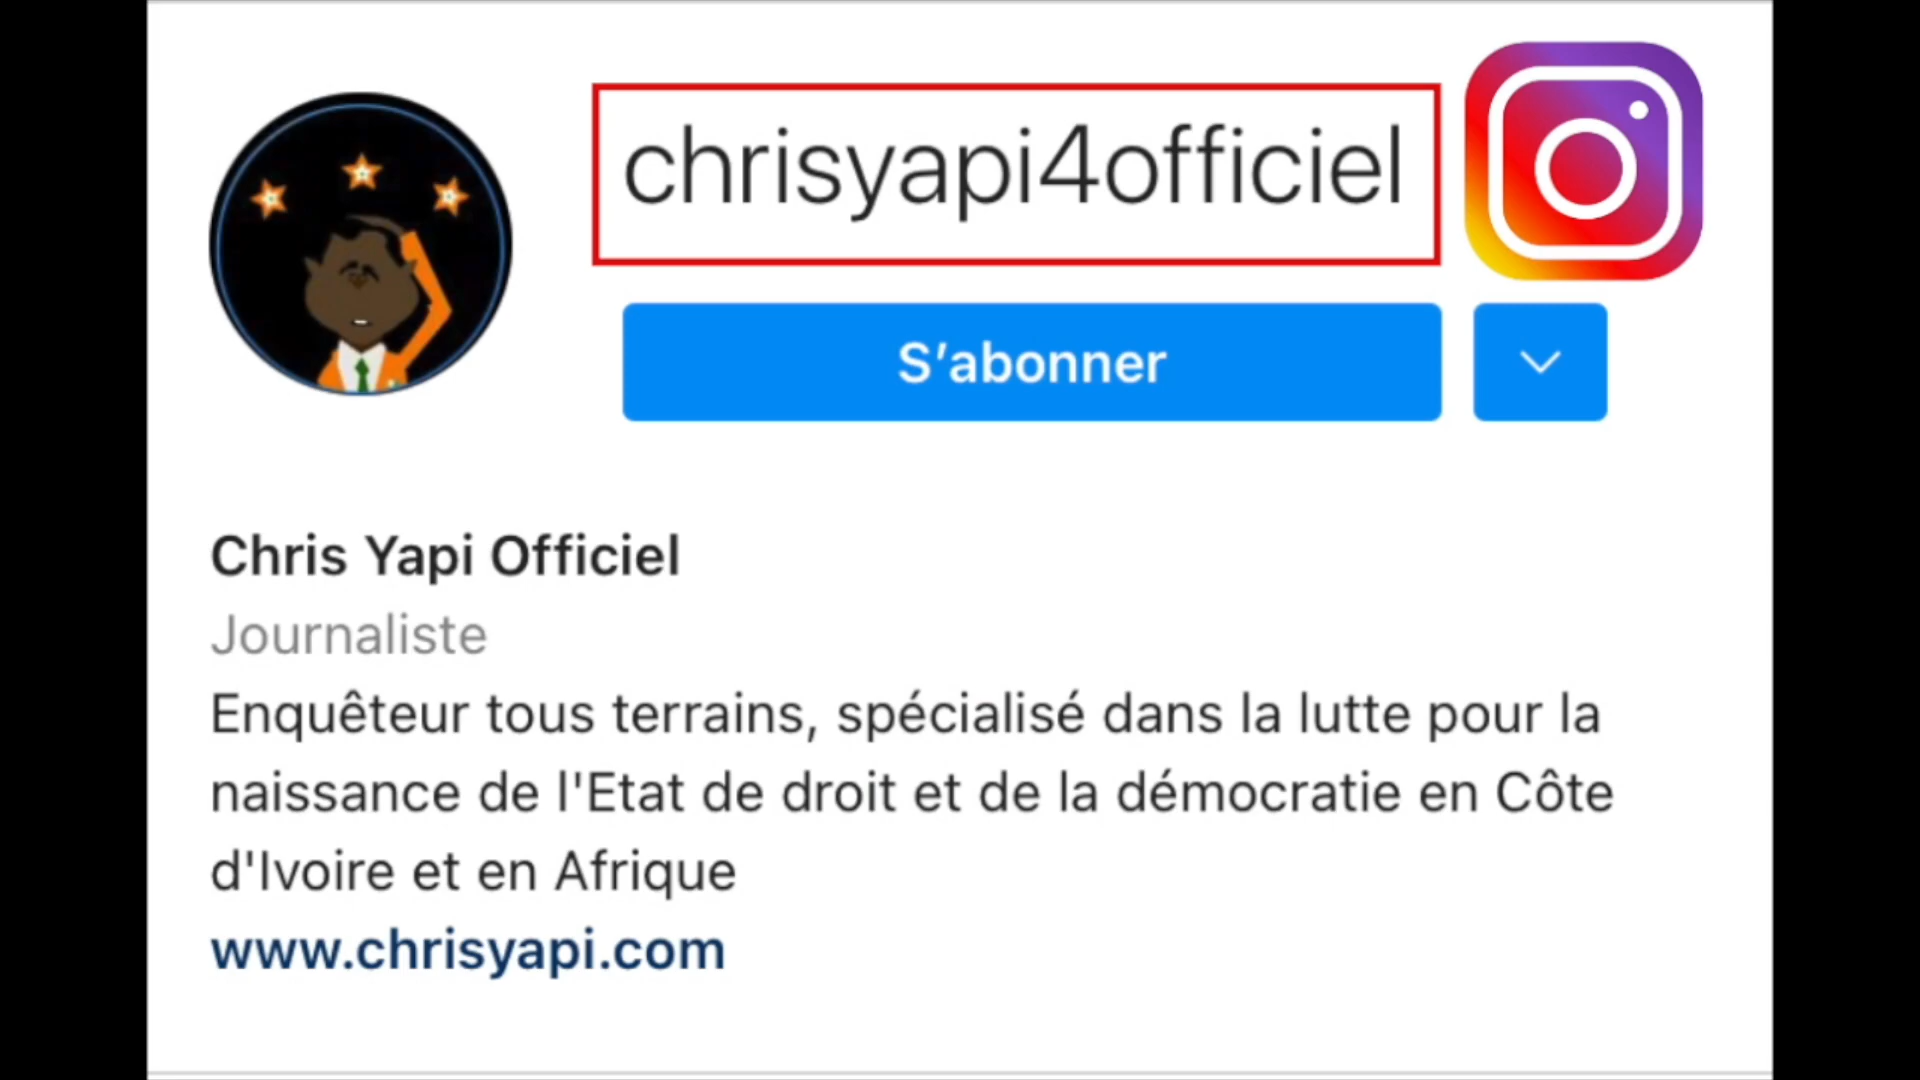 chrisyapi4officiel
S’abonner
Chris Yapi Officiel
Journaliste
Enquêteur tous terrains, spécialisé dans la lutte pour la
naissance de l'Etat de droit et de la démocratie en Côte
d'Ivoire et en Afrique
www.chrisyapi.com